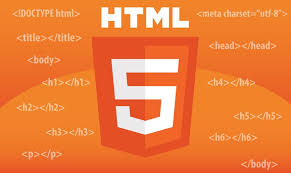 HTML
5
<!DOCTYPE html>
<title></title>
<body>
<h1></h1>
<h2></h2>
<h3></h3>
<p></p>
<meta charset="utf-8">
<head></head>
<h4></h4>
<h5></h5>
<h6></h6>
</body>